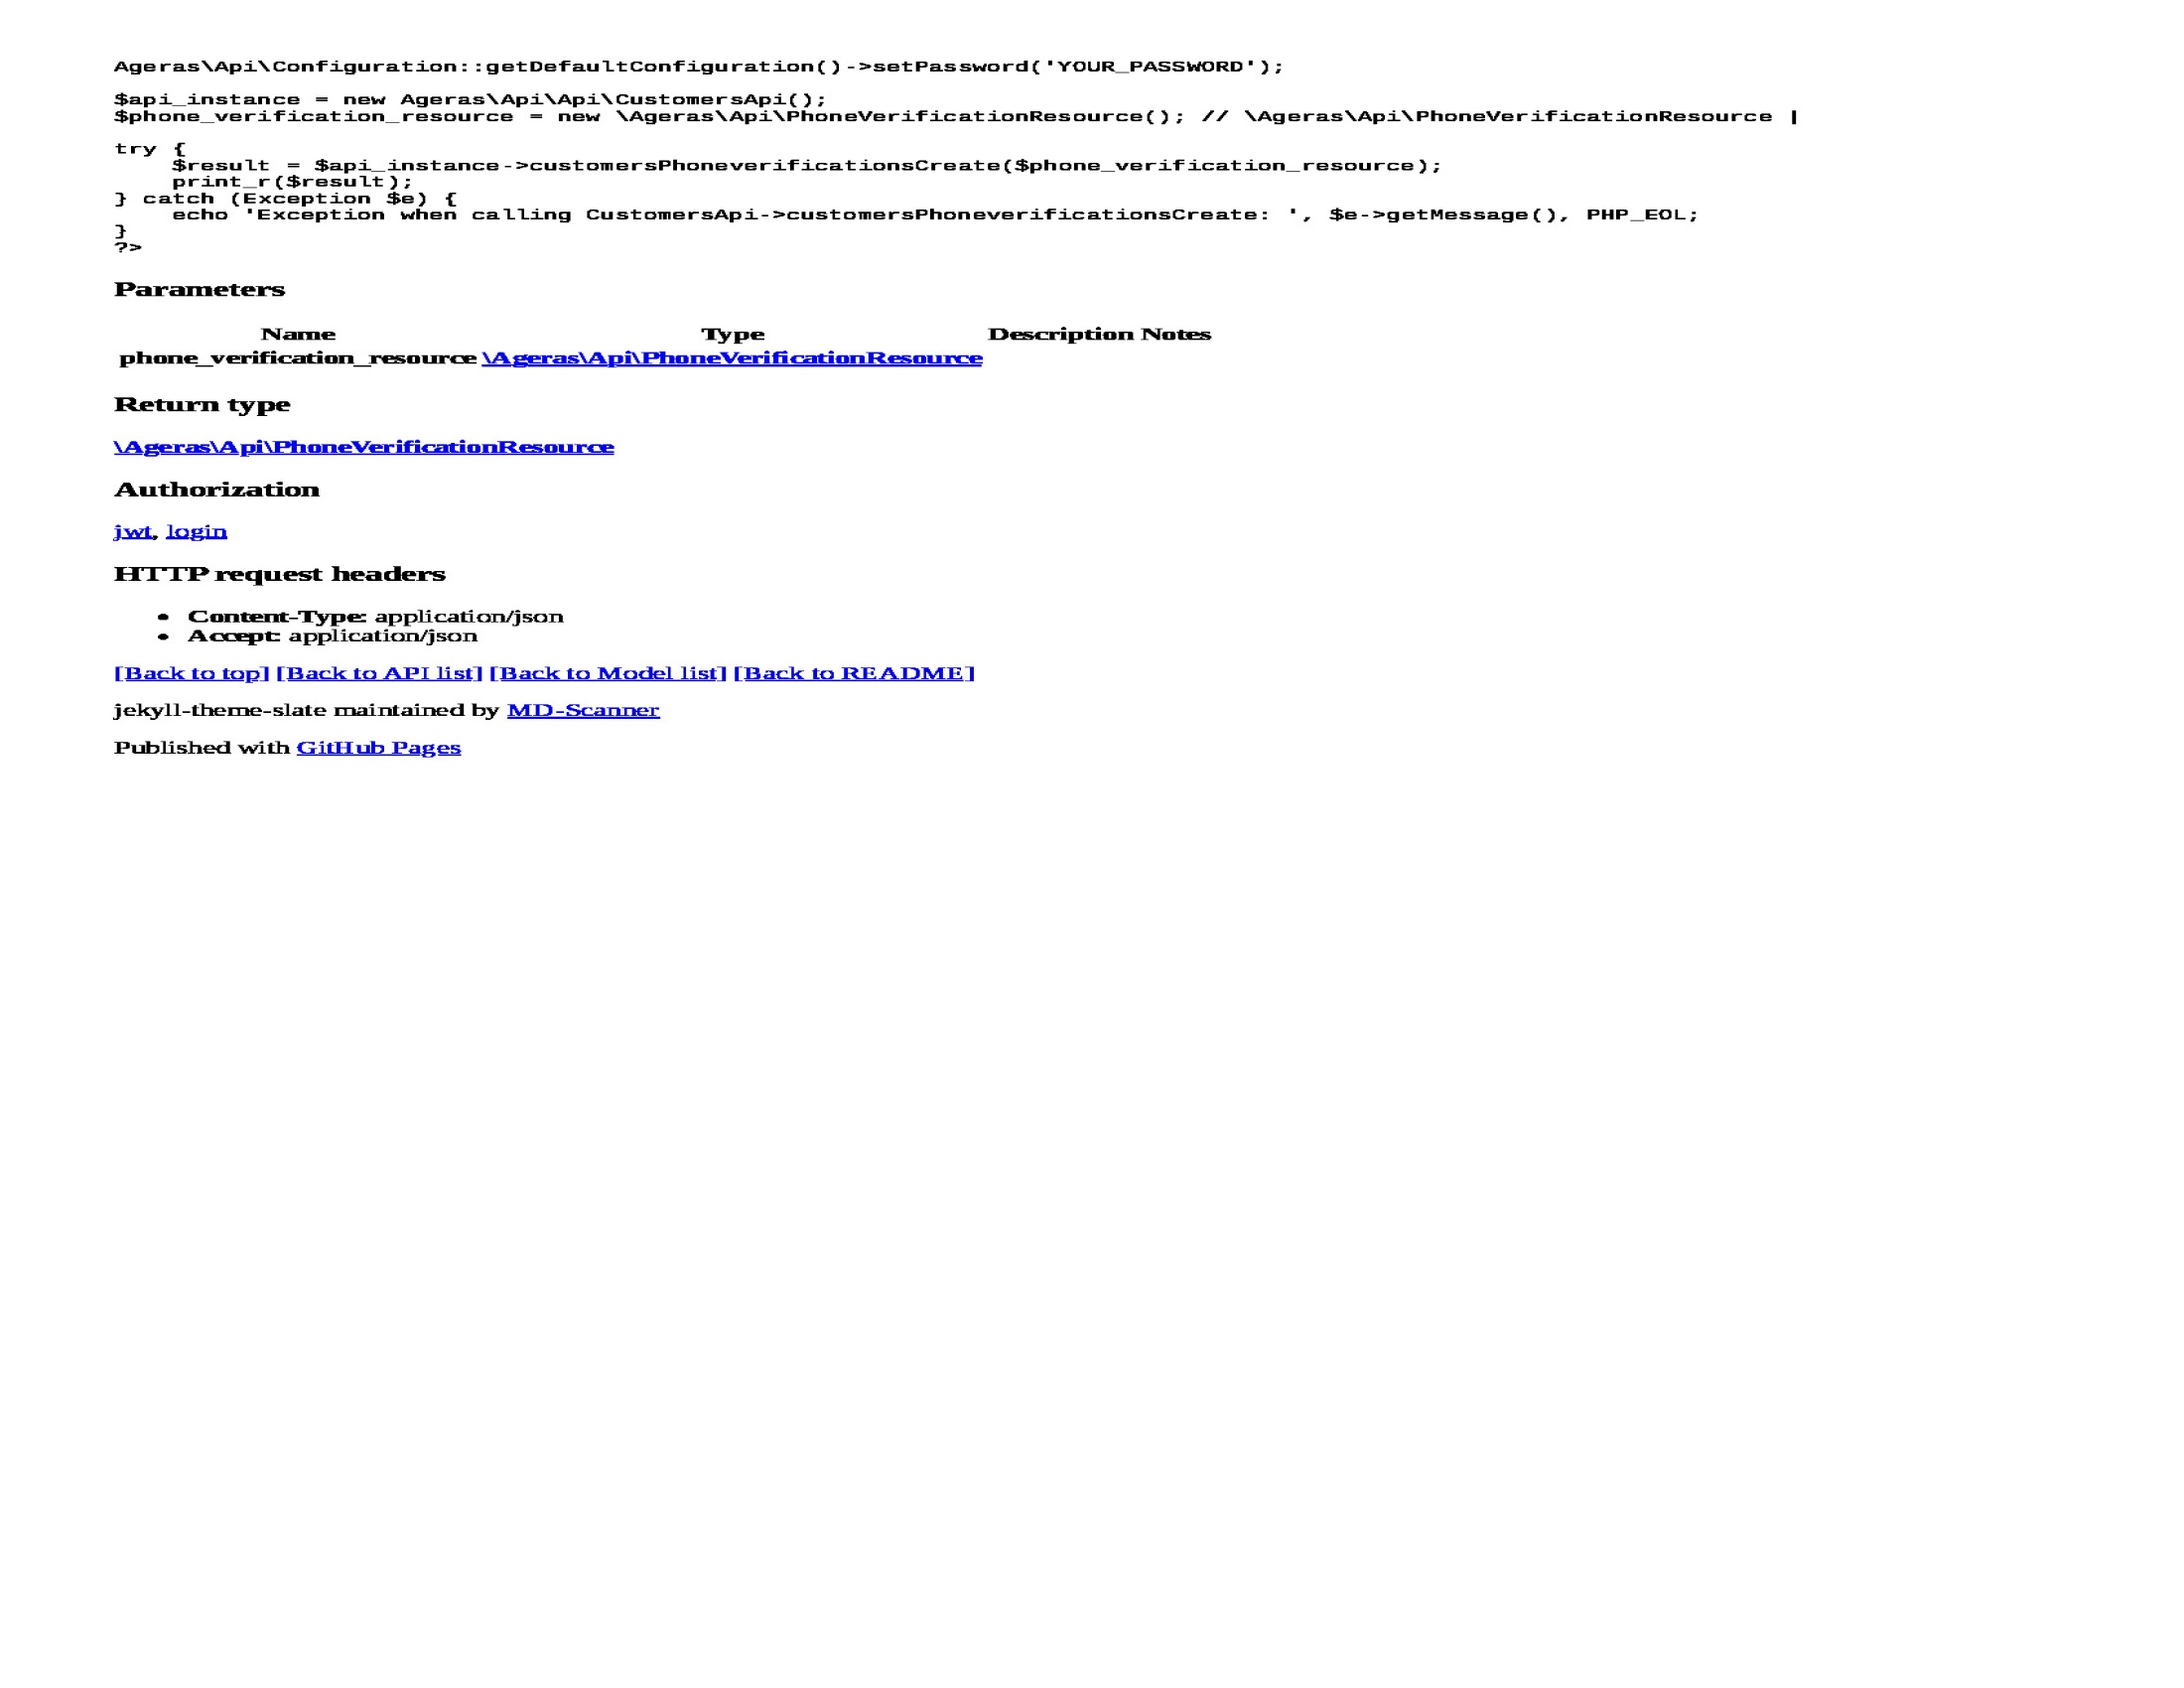 Ageras\Api\Configuration::getDefaultConfiguration()->setPassword('YOUR_PASSWORD');
$api_instance = new Ageras\Api\Api\CustomersApi();
$phone_verification_resource = new \Ageras\Api\PhoneVerificationResource(); // \Ageras\Api\PhoneVerificationResource |
try {
    $result = $api_instance->customersPhoneverificationsCreate($phone_verification_resource);
    print_r($result);
} catch (Exception $e) {
    echo 'Exception when calling CustomersApi->customersPhoneverificationsCreate: ', $e->getMessage(), PHP_EOL;
}
?>
Parameters
Name Type Description Notes
phone_verification_resource \Ageras\Api\PhoneVerificationResource
Return type
\Ageras\Api\PhoneVerificationResource
Authorization
jwt, login
HTTP request headers
• Content-Type: application/json
• Accept: application/json
[Back to top] [Back to API list] [Back to Model list] [Back to README]
jekyll-theme-slate maintained by MD-Scanner
Published with GitHub Pages